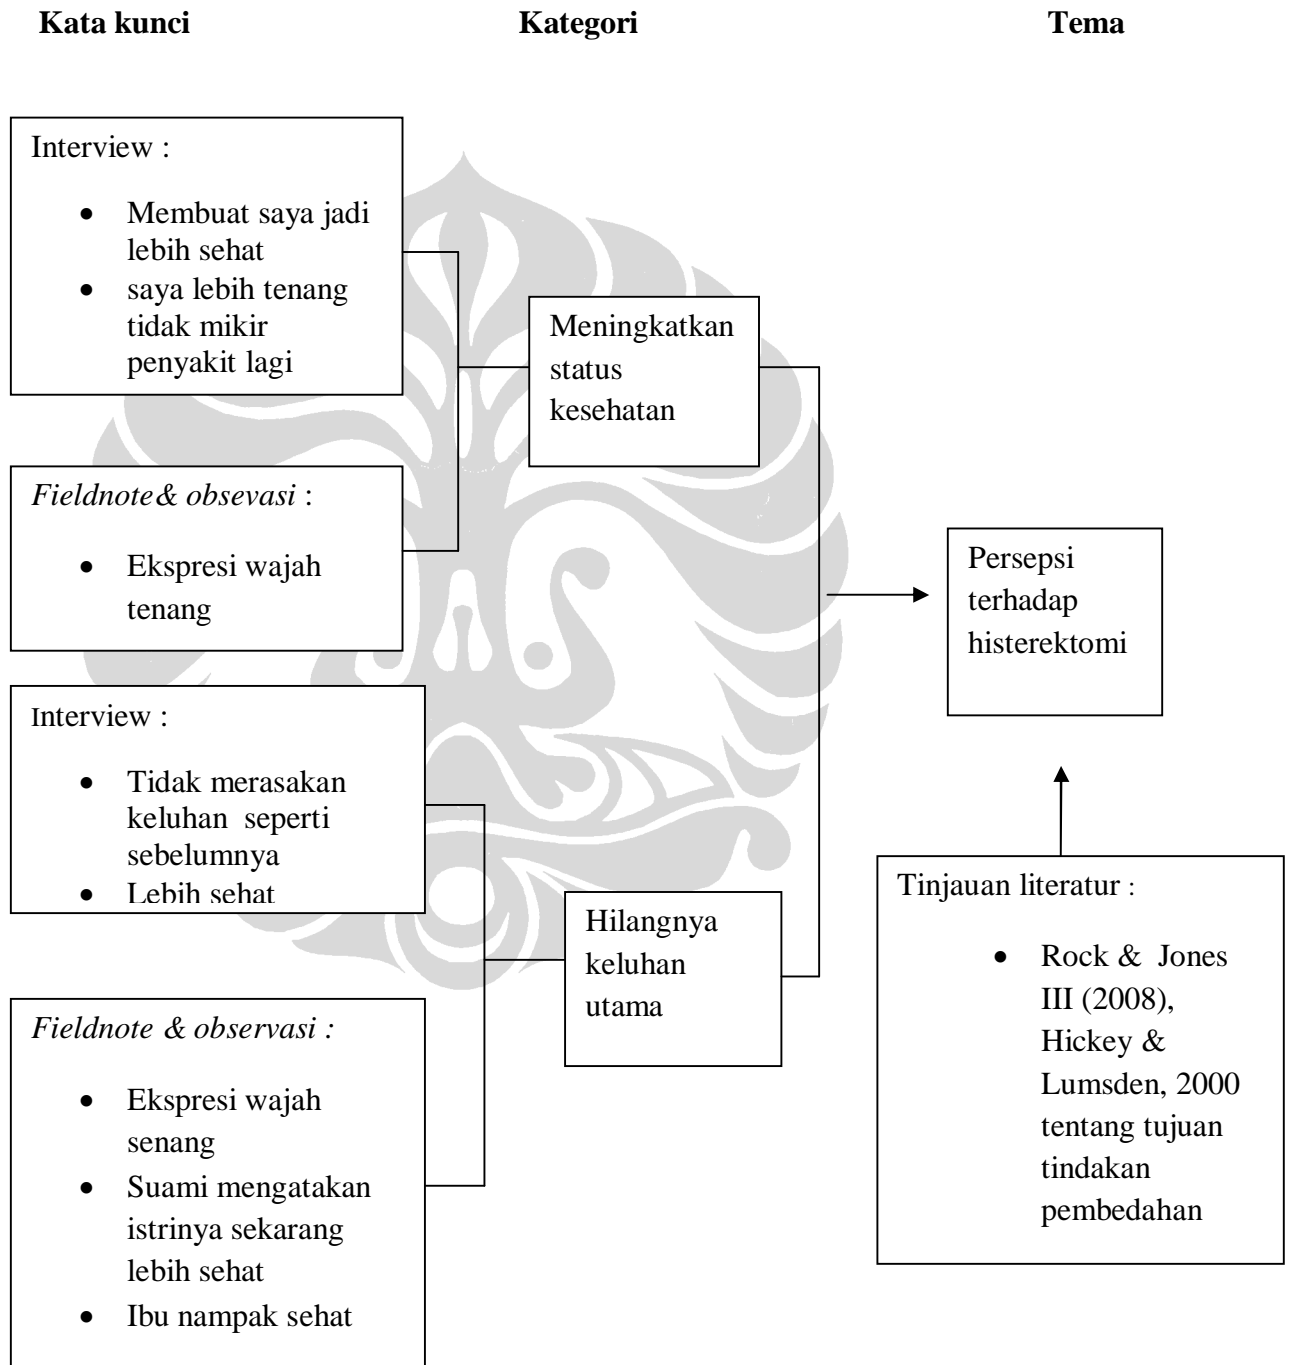 Kata kunci Kategori Tema
Interview :
• Membuat saya jadi
lebih sehat
• saya lebih tenang
tidak mikir
penyakit lagi
Meningkatkan
status
kesehatan
Fieldnote& obsevasi :
• Ekspresi wajah
tenang
Persepsi
terhadap
histerektomi
Interview :
• Tidak merasakan
keluhan seperti
sebelumnya
• Lebih sehat
Hilangnya
keluhan
utama
Tinjauan literatur :
• Rock & Jones
III (2008),
Hickey &
Lumsden, 2000
tentang tujuan
tindakan
pembedahan
Fieldnote & observasi :
• Ekspresi wajah
senang
• Suami mengatakan
istrinya sekarang
lebih sehat
• Ibu nampak sehat